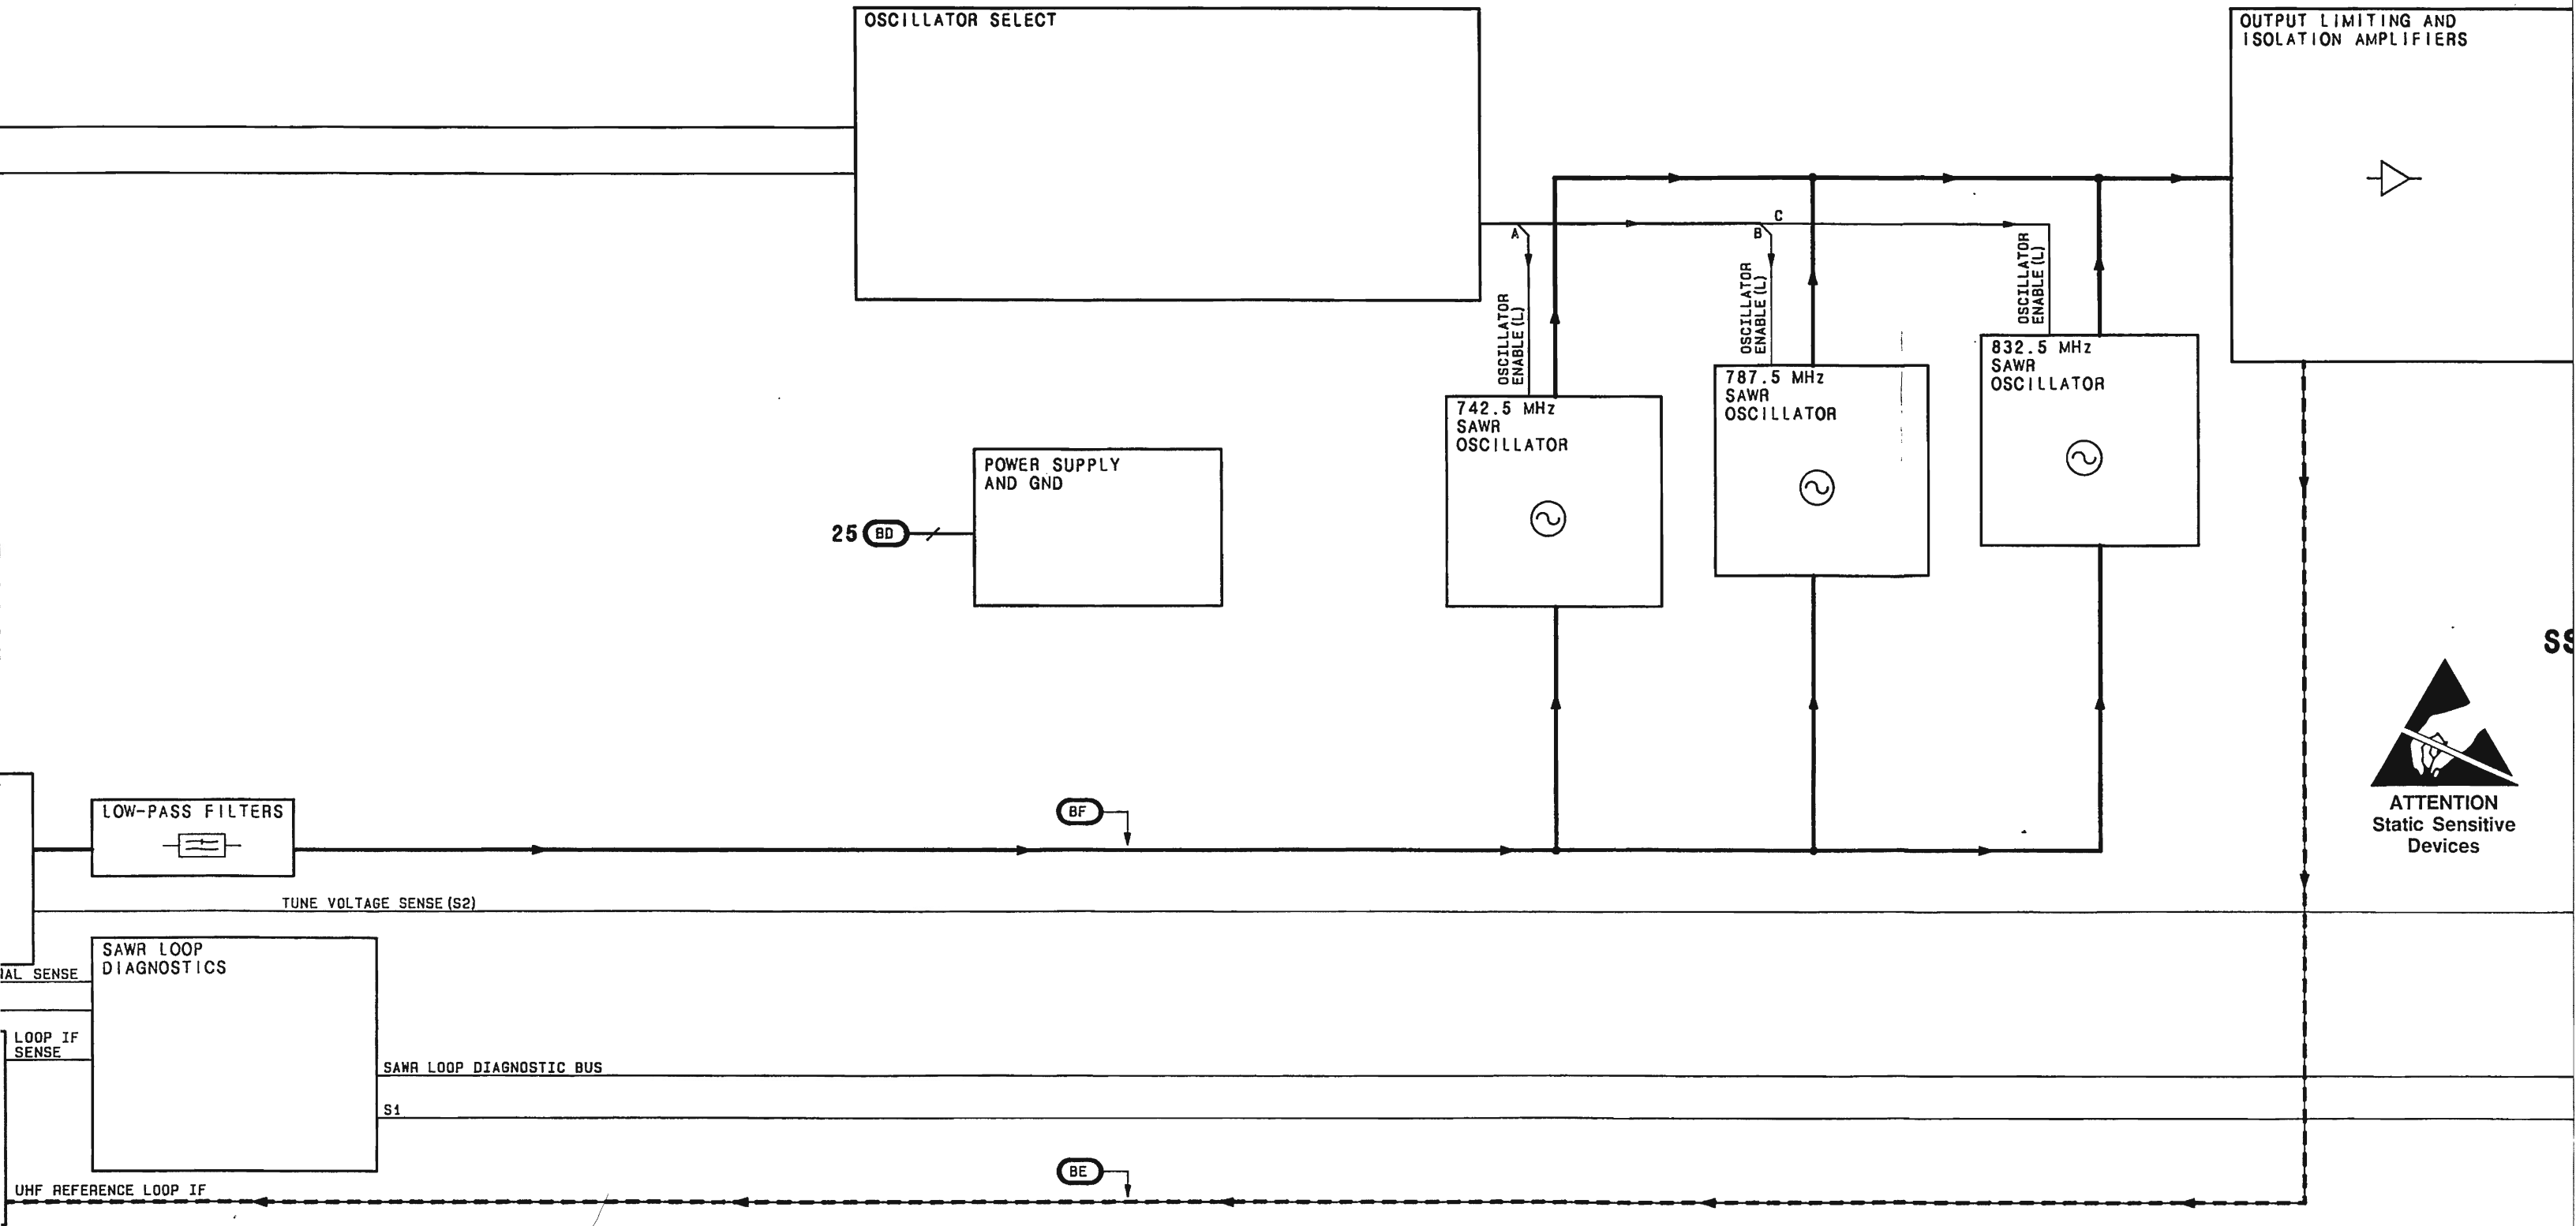 OSCILLATOR SELECT
OUTPUT LIMITING AND
ISOLATION AMPLIFIERS
A
B
C
OSCILLATOR
ENABLE (L)
OSCILLATOR
ENABLE (L)
OSCILLATOR
ENABLE (L)
742.5 MHz
SAWR
OSCILLATOR
787.5 MHz
SAWR
OSCILLATOR
832.5 MHz
SAWR
OSCILLATOR
POWER SUPPLY
AND GND
25 BD
SS
ATTENTION
Static Sensitive
Devices
LOW-PASS FILTERS
BF
TUNE VOLTAGE SENSE (S2)
SAWR LOOP
DIAGNOSTICS
SENSE
LOOP IF
SENSE
SAWR LOOP DIAGNOSTIC BUS
S1
BE
UHF REFERENCE LOOP IF